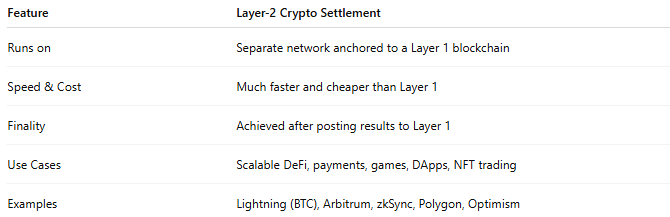 Feature Layer-2 Crypto Settlement
Runs on Separate network anchored to a Layer 1 blockchain
Speed & Cost Much faster and cheaper than Layer 1
Finality Achieved after posting results to Layer 1
Use Cases Scalable DeFi, payments, games, DApps, NFT trading
Examples Lightning (BTC), Arbitrum, zkSync, Polygon, Optimism